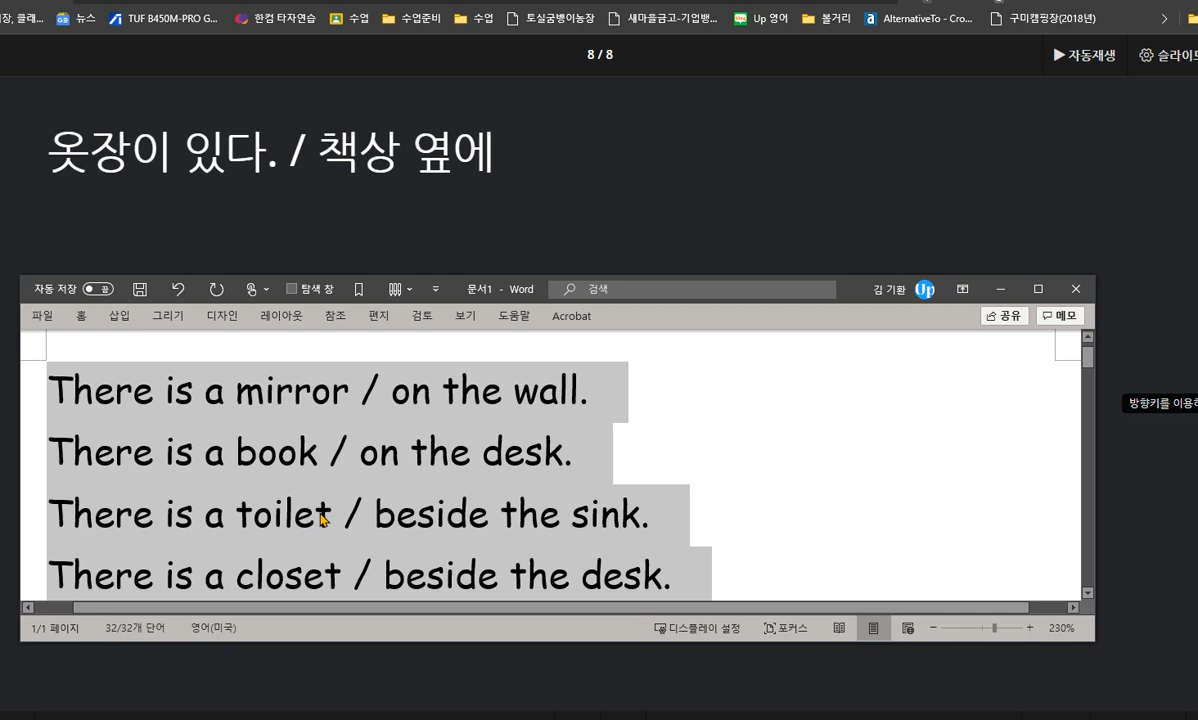 장, 클래...
뉴스
TUF B450M-PRO G...
한컴 타자연습
수업
수업준비
수업
토실굼벵이농장
새마을금고-기업뱅...
Up 영어
볼거리
AlternativeTo - Cro...
구미캠핑장(2018년)
8 / 8
자동재생
슬라이드
옷장이 있다. / 책상 옆에
자동 저장
끔
탐색 창
문서1 - Word
검색
김 기환
Up
파일 홈 삽입 그리기 디자인 레이아웃 참조 편지 검토 보기 도움말 Acrobat
공유
메모
There is a mirror / on the wall.
There is a book / on the desk.
There is a toilet / beside the sink.
There is a closet / beside the desk.
방향키를 이용하
1/1 페이지
32/32개 단어
영어(미국)
디스플레이 설정
포커스
230%